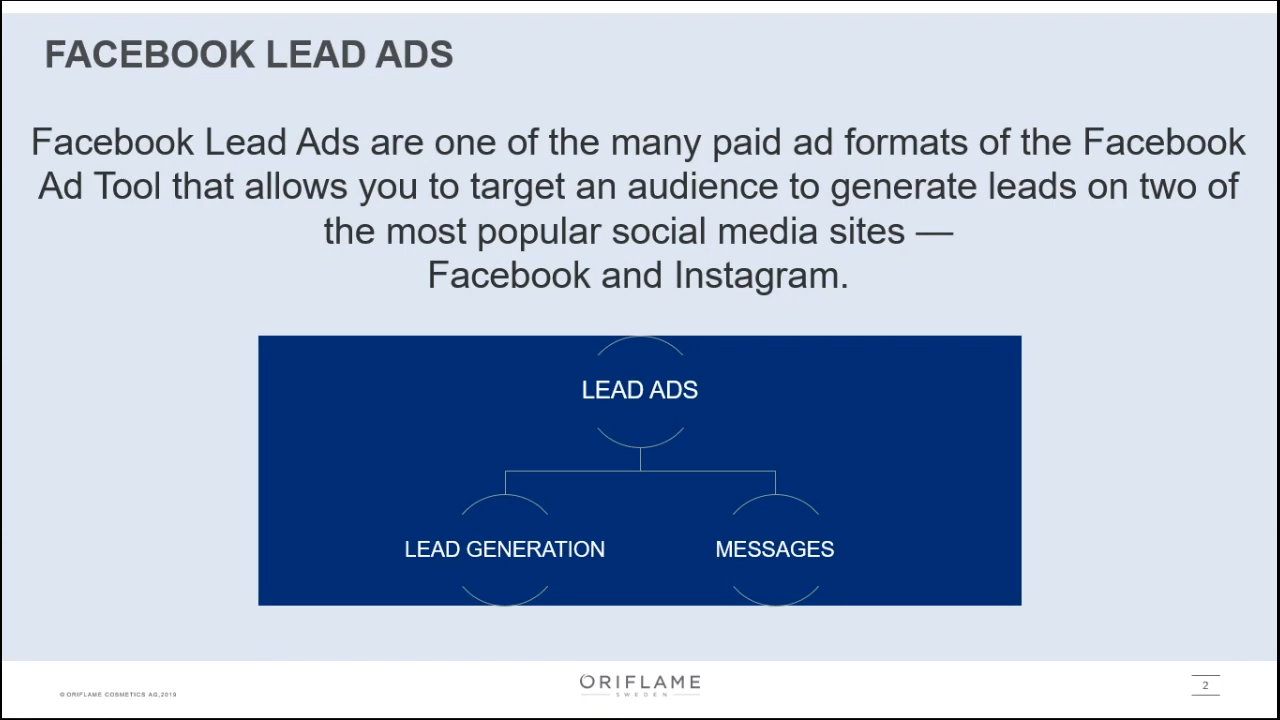 FACEBOOK LEAD ADS
Facebook Lead Ads are one of the many paid ad formats of the Facebook
Ad Tool that allows you to target an audience to generate leads on two of
the most popular social media sites —
Facebook and Instagram.
LEAD ADS
LEAD GENERATION
MESSAGES
© ORIFLAME COSMETICS AG,2019
ORIFLAME
SWEDEN
2